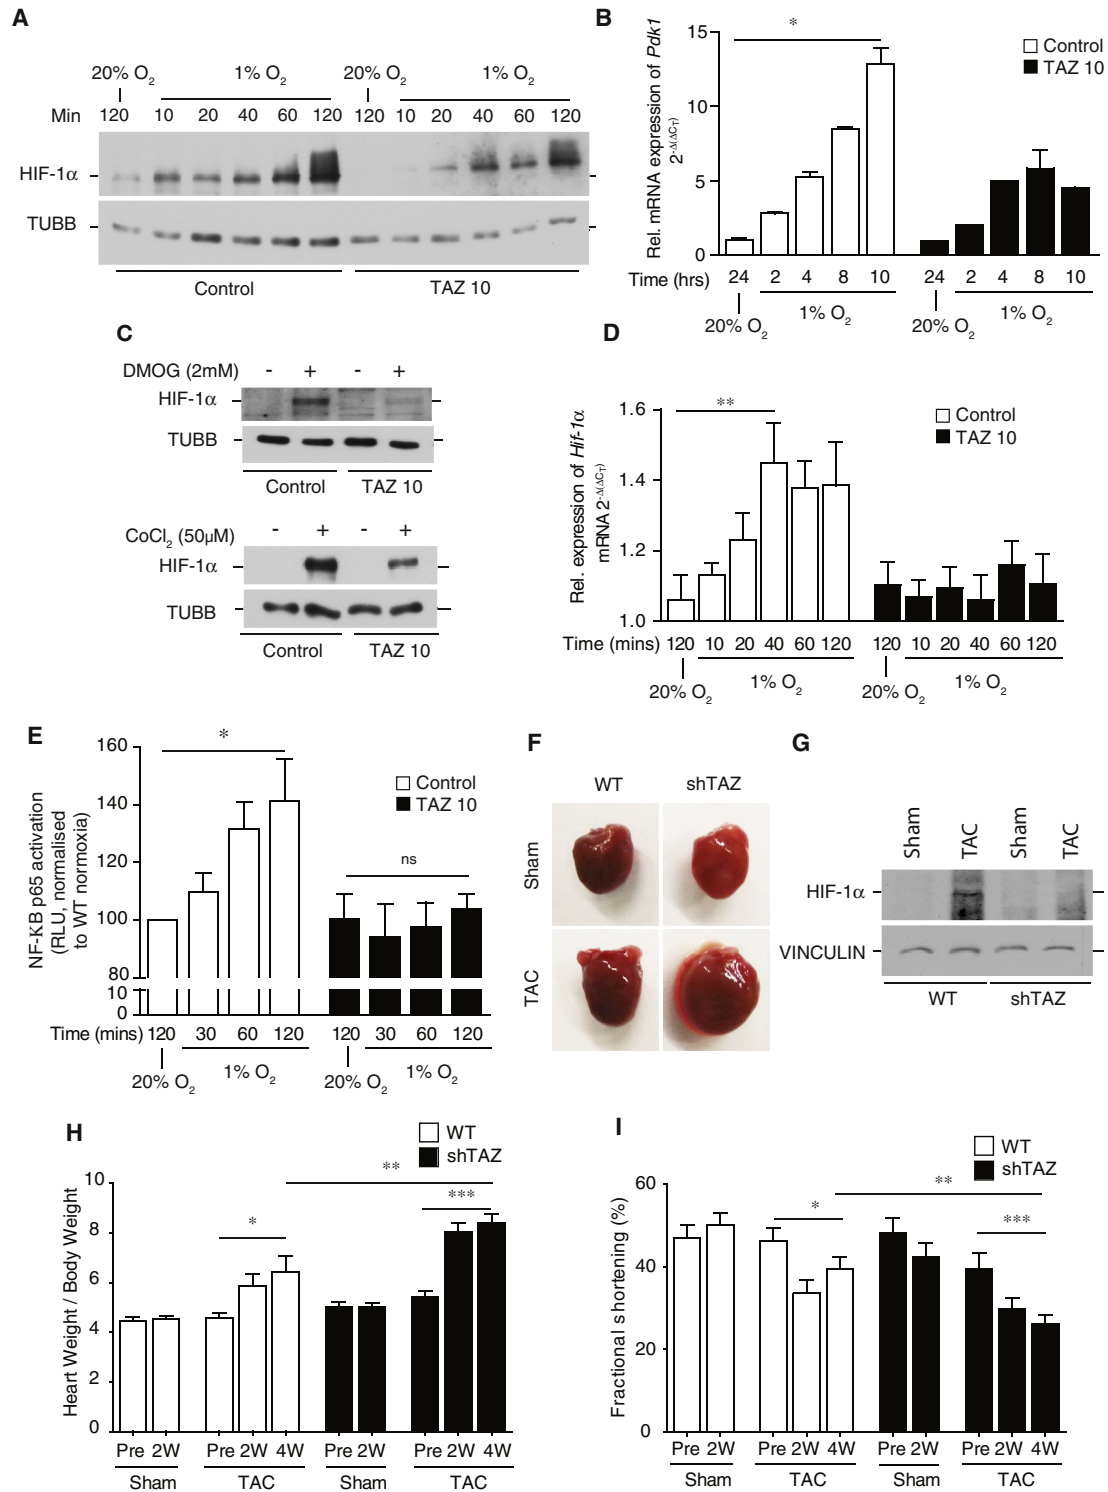 A
20% O2 1% O2 20% O2 1% O2
Min 120 10 20 40 60 120 120 10 20 40 60 120
HIF-1α
TUBB
Control TAZ 10
B
Rel. mRNA expression of Pdk1
2-Δ(ΔCT)
15
10
5
0
*
Control
TAZ 10
Time (hrs) 24 2 4 8 10 24 2 4 8 10
20% O2 1% O2 20% O2 1% O2
C
DMOG (2mM) - + - +
HIF-1α
TUBB
Control TAZ 10
CoCl2 (50µM) - + - +
HIF-1α
TUBB
Control TAZ 10
D
Rel. expression of Hif-1α
mRNA 2-Δ(ΔCT)
1.6
1.4
1.2
1.0
**
Control
TAZ 10
Time (mins) 120 10 20 40 60 120 120 10 20 40 60 120
20% O2 1% O2 20% O2 1% O2
E
NF-KB p65 activation
(RLU, normalised
to WT normoxia)
160
140
120
100
80
10
0
*
ns
Control
TAZ 10
Time (mins) 120 30 60 120 120 30 60 120
20% O2 1% O2 20% O2 1% O2
F
WT shTAZ
Sham
TAC
G
Sham TAC Sham TAC
HIF-1α
VINCULIN
WT shTAZ
H
Heart Weight / Body Weight
10
8
6
4
2
0
WT
shTAZ
**
*
***
Pre 2W Pre 2W 4W Pre 2W Pre 2W 4W
Sham TAC Sham TAC
I
Fractional shortening (%)
60
40
20
0
WT
shTAZ
**
*
***
Pre 2W Pre 2W 4W Pre 2W Pre 2W 4W
Sham TAC Sham TAC